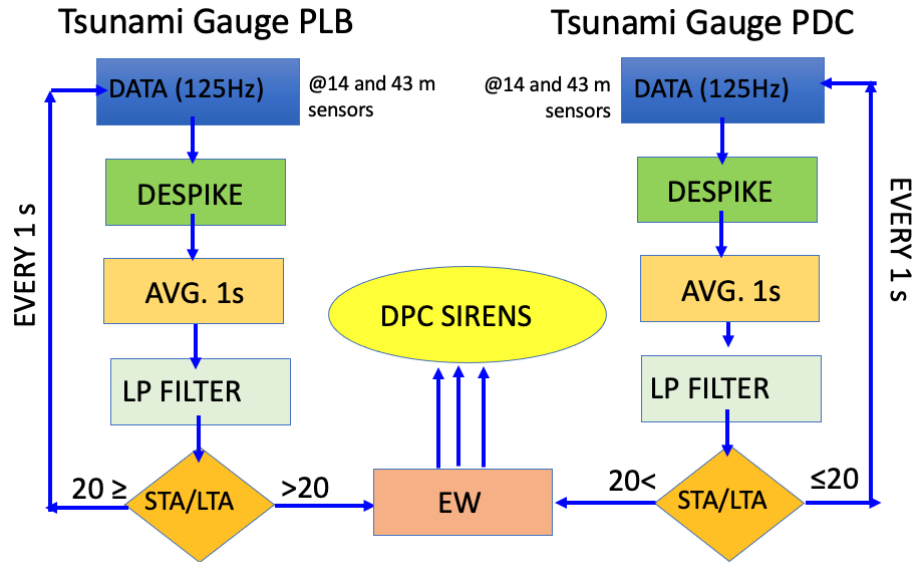 Tsunami Gauge PLB
Tsunami Gauge PDC
DATA (125Hz)
@14 and 43 m
sensors
@14 and 43 m
sensors
DATA (125Hz)
DESPIKE
DESPIKE
EVERY 1 s
EVERY 1 s
AVG. 1s
AVG. 1s
DPC SIRENS
LP FILTER
LP FILTER
20 ≥
STA/LTA
>20
EW
20<
STA/LTA
≤20